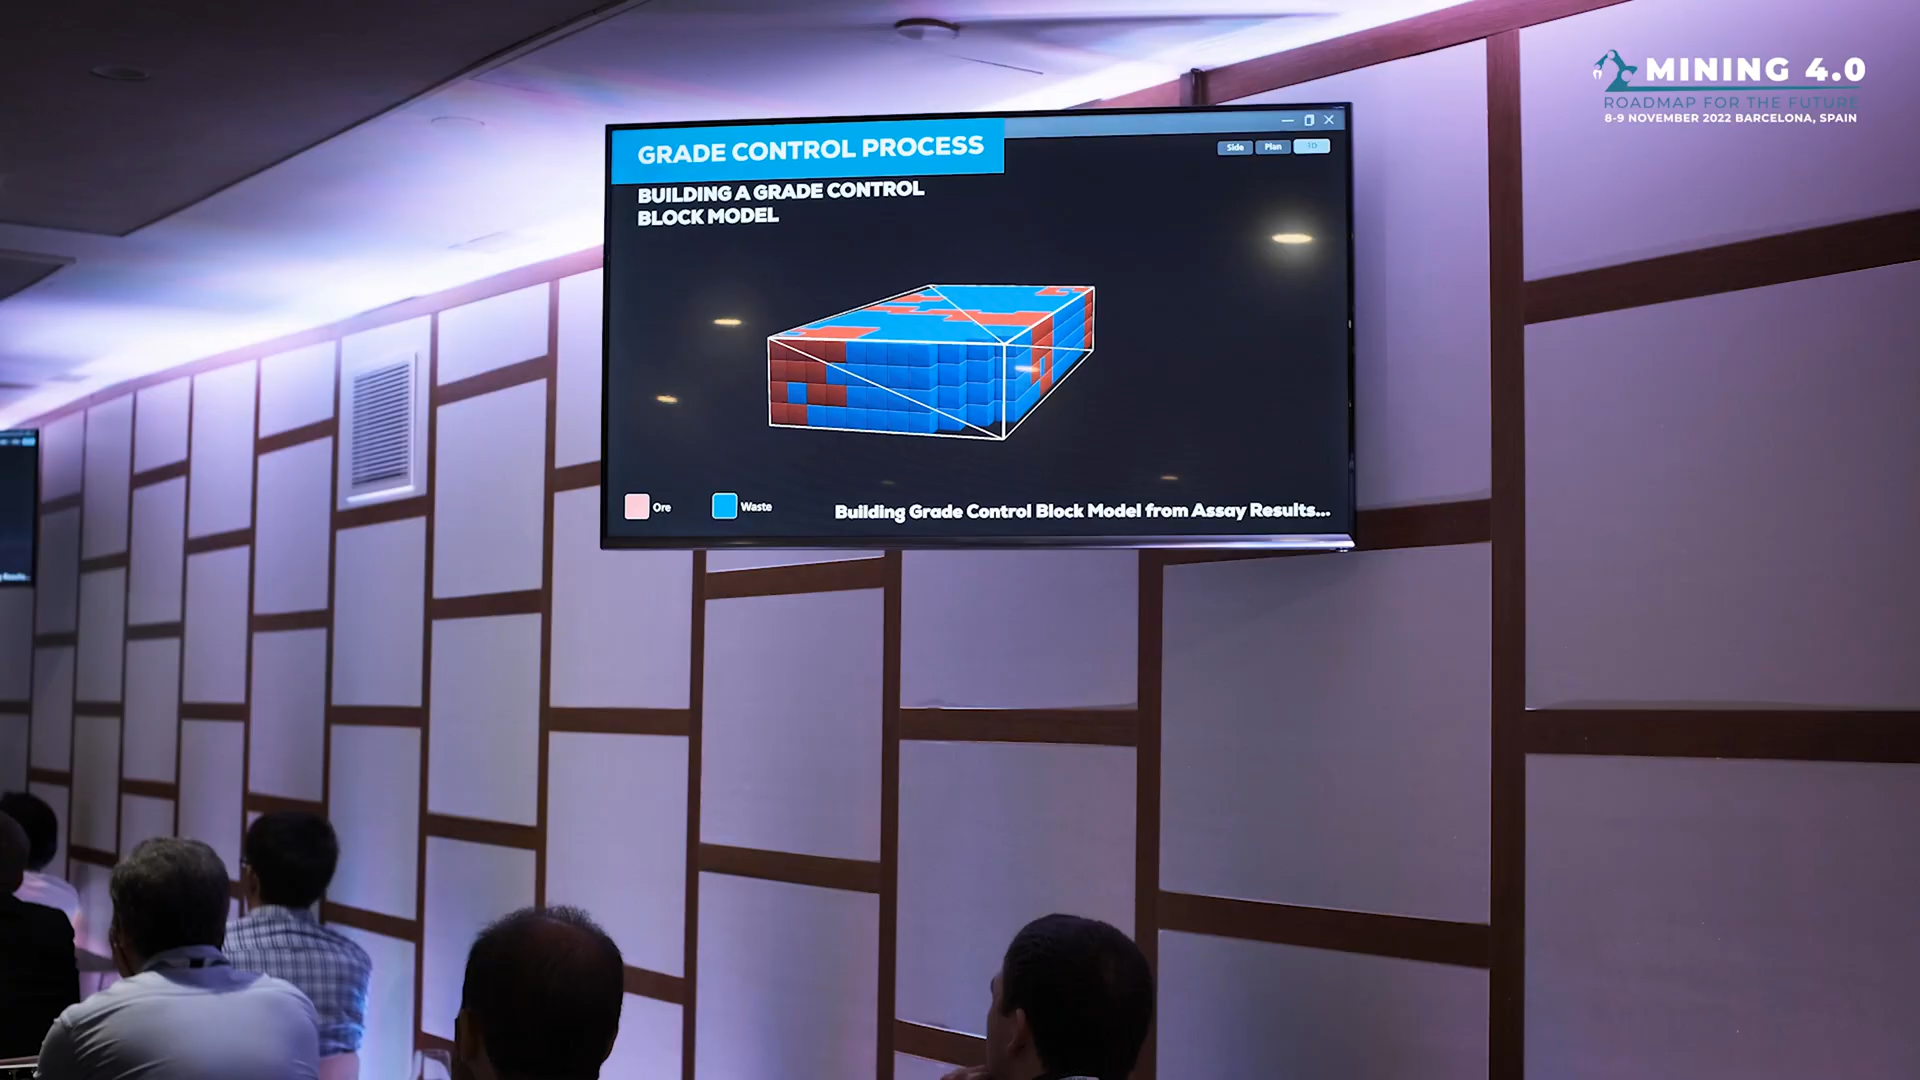 MINING 4.0
ROADMAP FOR THE FUTURE
8-9 NOVEMBER 2022 BARCELONA, SPAIN
GRADE CONTROL PROCESS
Side Plan 3D
BUILDING A GRADE CONTROL
BLOCK MODEL
Ore Waste
Building Grade Control Block Model from Assay Results...